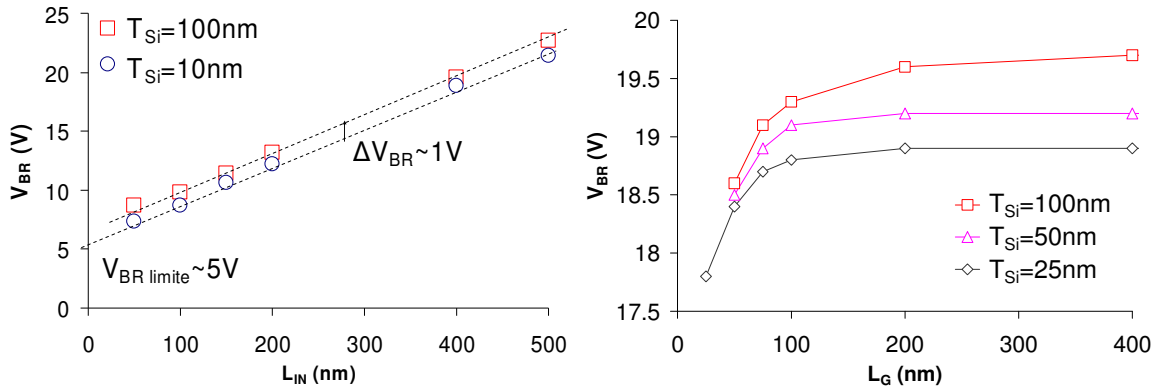 25
20
15
10
5
0
V_BR (V)
T_Si=100nm
T_Si=10nm
ΔV_BR~1V
V_BR limite~5V
0 100 200 300 400 500
L_IN (nm)
20
19.5
19
18.5
18
17.5
V_BR (V)
T_Si=100nm
T_Si=50nm
T_Si=25nm
0 100 200 300 400
L_G (nm)